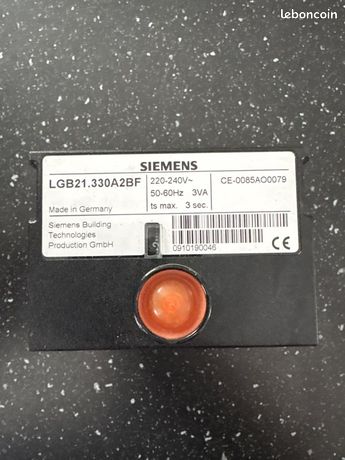 leboncoin
SIEMENS
LGB21.330A2BF
220-240V~
50-60Hz 3VA
ts max. 3 sec.
CE-0085AO0079
Made in Germany
Siemens Building
Technologies
Production GmbH
0910190046
CE